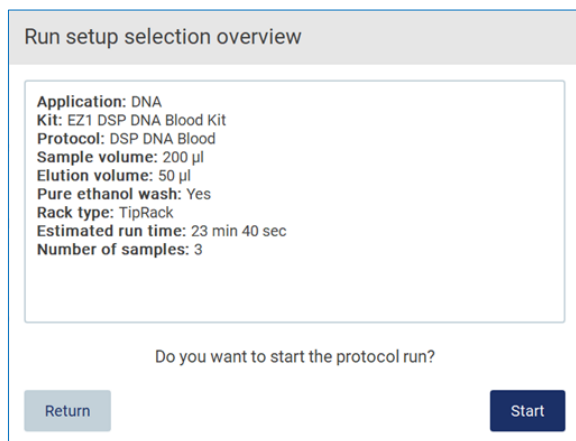 Run setup selection overview
Application: DNA
Kit: EZ1 DSP DNA Blood Kit
Protocol: DSP DNA Blood
Sample volume: 200 µl
Elution volume: 50 µl
Pure ethanol wash: Yes
Rack type: TipRack
Estimated run time: 23 min 40 sec
Number of samples: 3
Do you want to start the protocol run?
Return
Start